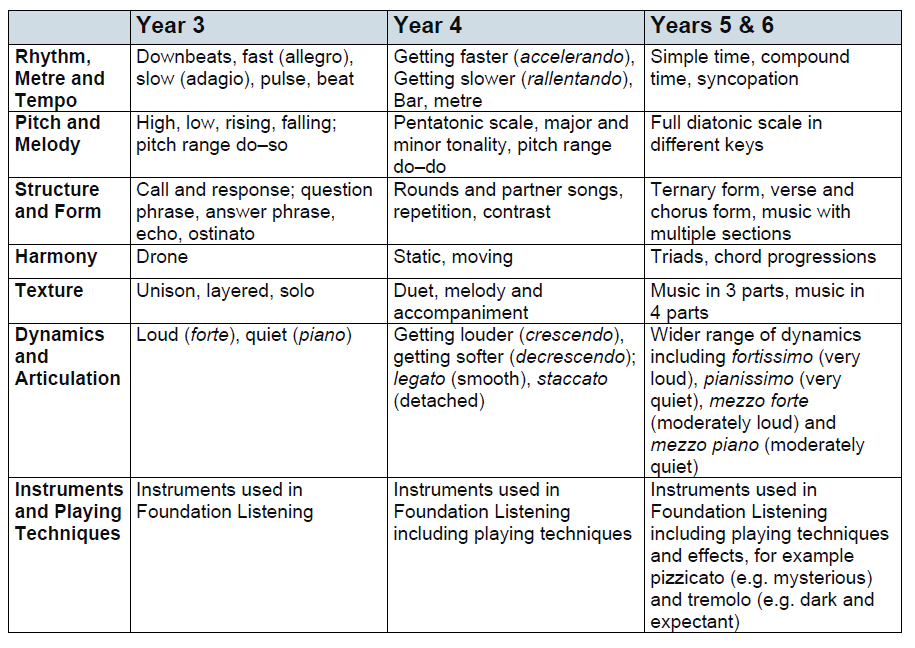 Year 3
Year 4
Years 5 & 6
Rhythm,
Metre and
Tempo
Downbeats, fast (allegro),
slow (adagio), pulse, beat
Getting faster (accelerando),
Getting slower (rallentando),
Bar, metre
Simple time, compound
time, syncopation
Pitch and
Melody
High, low, rising, falling;
pitch range do–so
Pentatonic scale, major and
minor tonality, pitch range
do–do
Full diatonic scale in
different keys
Structure
and Form
Call and response; question
phrase, answer phrase,
echo, ostinato
Rounds and partner songs,
repetition, contrast
Ternary form, verse and
chorus form, music with
multiple sections
Harmony
Drone
Static, moving
Triads, chord progressions
Texture
Unison, layered, solo
Duet, melody and
accompaniment
Music in 3 parts, music in
4 parts
Dynamics
and
Articulation
Loud (forte), quiet (piano)
Getting louder (crescendo),
getting softer (decrescendo);
legato (smooth), staccato
(detached)
Wider range of dynamics
including fortissimo (very
loud), pianissimo (very
quiet), mezzo forte
(moderately loud) and
mezzo piano (moderately
quiet)
Instruments
and Playing
Techniques
Instruments used in
Foundation Listening
Instruments used in
Foundation Listening
including playing techniques
Instruments used in
Foundation Listening
including playing techniques
and effects, for example
pizzicato (e.g. mysterious)
and tremolo (e.g. dark and
expectant)